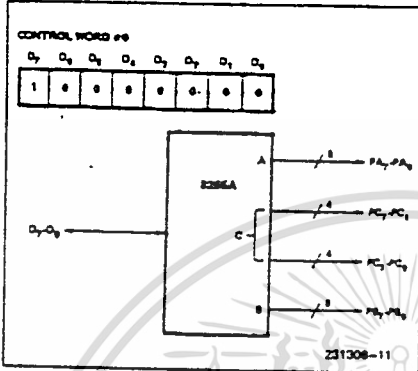 CONTROL WORD #0
D7 D6 D5 D4 D3 D2 D1 D0
1 0 0 0 0 0 0 0
A
8 PA7-PA0
8255A
4 PC7-PC4
D7-D0
C
4 PC3-PC0
B
8 PB7-PB0
231308-11